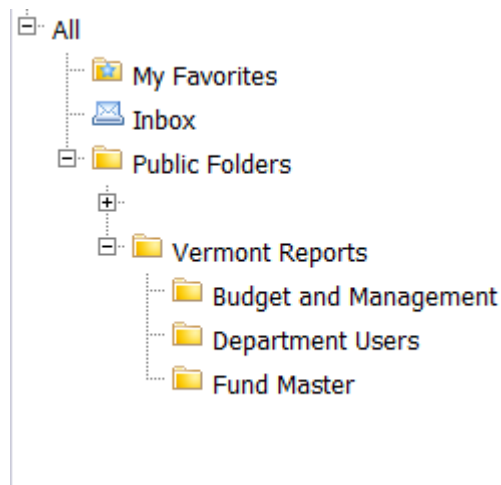 All
My Favorites
Inbox
Public Folders
Vermont Reports
Budget and Management
Department Users
Fund Master